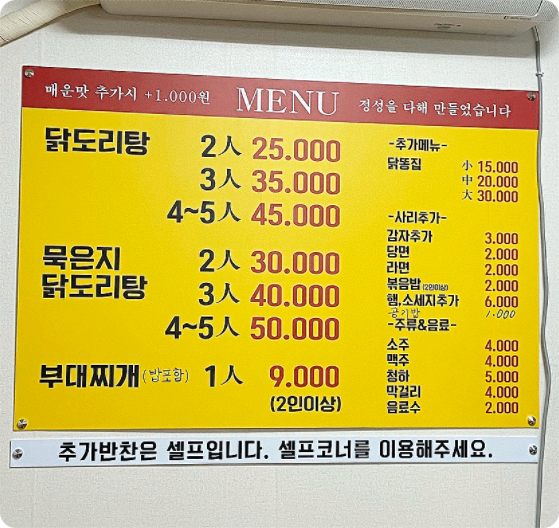 매운맛 추가시 +1.000원 MENU 정성을 다해 만들었습니다
닭도리탕 2人 25.000
3人 35.000
4~5人 45.000
묵은지
닭도리탕 2人 30.000
3人 40.000
4~5人 50.000
부대찌개 (밥포함) 1人 9.000
(2인이상)
-추가메뉴-
닭똥집 小 15.000
中 20.000
大 30.000
-사리추가-
감자추가 3.000
당면 2.000
라면 2.000
볶음밥 (2인이상) 2.000
햄,소세지추가 6.000
공기밥 1.000
-주류&음료-
소주 4.000
맥주 4.000
청하 5.000
막걸리 4.000
음료수 2.000
추가반찬은 셀프입니다. 셀프코너를 이용해주세요.